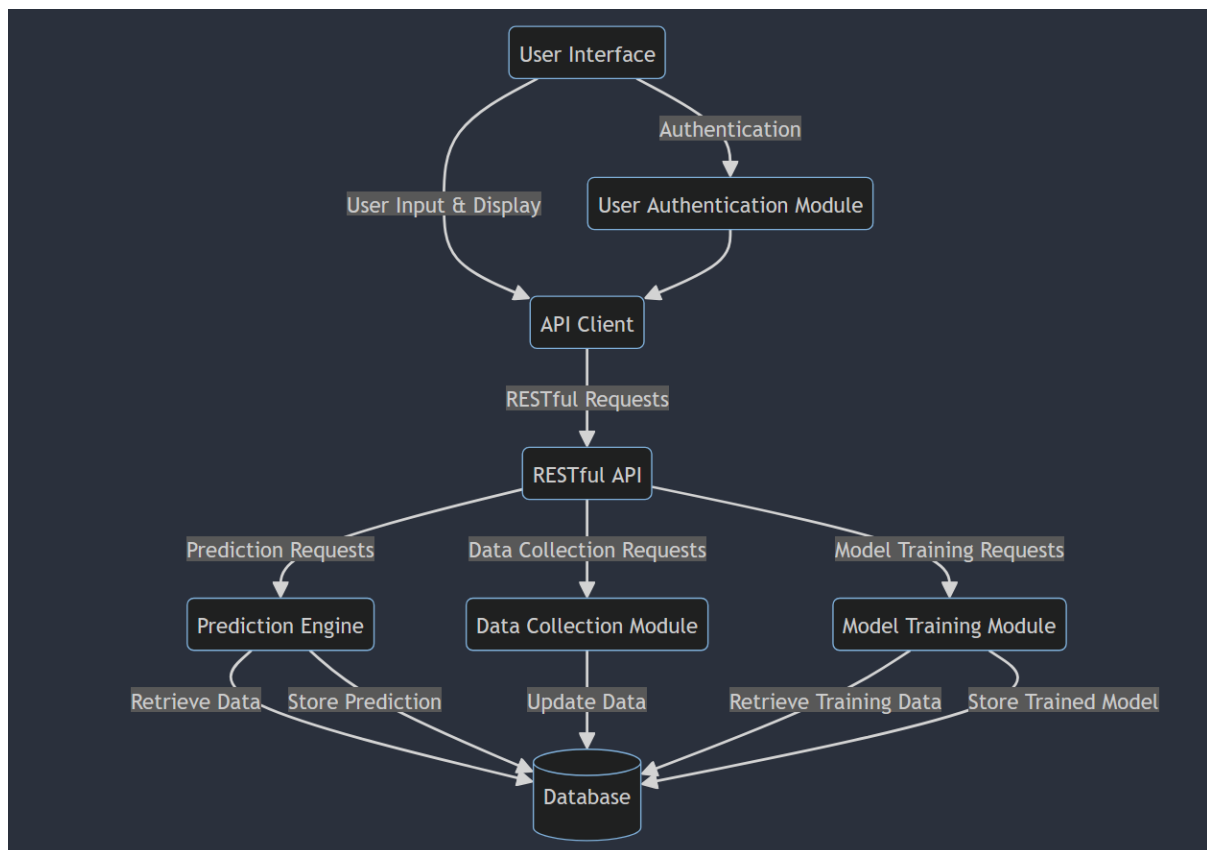 User Interface
Authentication
User Input & Display
User Authentication Module
API Client
RESTful Requests
RESTful API
Prediction Requests
Data Collection Requests
Model Training Requests
Prediction Engine
Data Collection Module
Model Training Module
Retrieve Data
Store Prediction
Update Data
Retrieve Training Data
Store Trained Model
Database